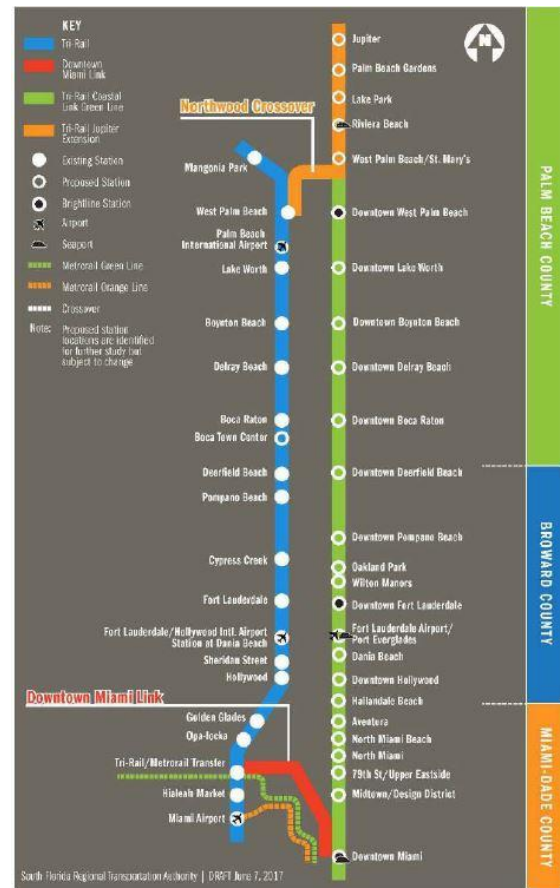 KEY
Tri-Rail
Downtown
Miami Link
Tri-Rail Coastal
Link Green Line
Tri-Rail Jupiter
Extension
Existing Station
Proposed Station
Brightline Station
Airport
Seaport
Metrorail Green Line
Metrorail Orange Line
Crossover
Note: Proposed station
locations are identified
for further study but
subject to change
N
Northwood Crossover
Mangonia Park
West Palm Beach
Palm Beach
International Airport
Lake Worth
Boynton Beach
Delray Beach
Boca Raton
Boca Town Center
Deerfield Beach
Pompano Beach
Cypress Creek
Fort Lauderdale
Fort Lauderdale/Hollywood Intl. Airport
Station at Dania Beach
Sheridan Street
Hollywood
Downtown Miami Link
Golden Glades
Opa-locka
Tri-Rail/Metrorail Transfer
Hialeah Market
Miami Airport
Jupiter
Palm Beach Gardens
Lake Park
Riviera Beach
West Palm Beach/St. Mary's
Downtown West Palm Beach
Downtown Lake Worth
Downtown Boynton Beach
Downtown Delray Beach
Downtown Boca Raton
Downtown Deerfield Beach
Downtown Pompano Beach
Oakland Park
Wilton Manors
Downtown Fort Lauderdale
Fort Lauderdale Airport/
Port Everglades
Dania Beach
Downtown Hollywood
Hallandale Beach
Aventura
North Miami Beach
North Miami
79th St/Upper Eastside
Midtown/Design District
Downtown Miami
PALM BEACH COUNTY
BROWARD COUNTY
MIAMI-DADE COUNTY
South Florida Regional Transportation Authority | DRAFT June 7, 2017